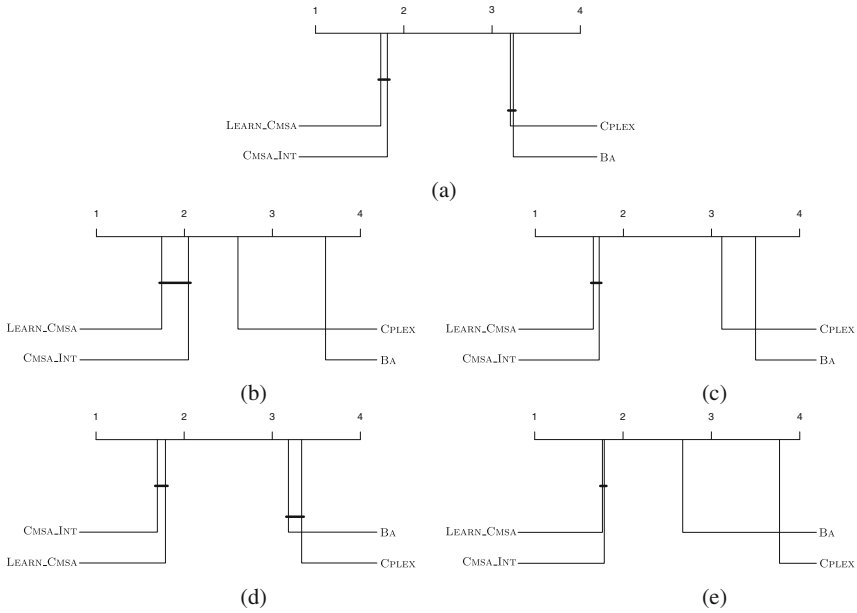 1 2 3 4
LEARN_CMSA CPLEX
CMSA_INT BA
(a)
1 2 3 4
LEARN_CMSA CPLEX
CMSA_INT BA
(b)
1 2 3 4
LEARN_CMSA CPLEX
CMSA_INT BA
(c)
1 2 3 4
CMSA_INT BA
LEARN_CMSA CPLEX
(d)
1 2 3 4
LEARN_CMSA BA
CMSA_INT CPLEX
(e)